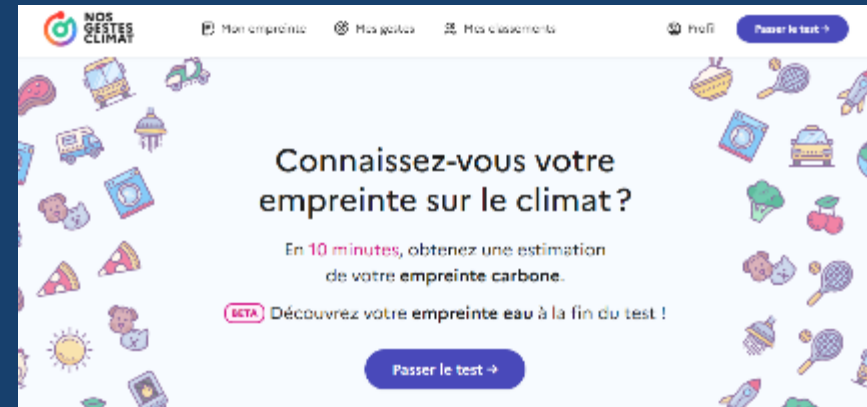 NOS
GESTES
CLIMAT
Mon empreinte
Mes gestes
Mes classements
Profil
Passer le test →
Connaissez-vous votre
empreinte sur le climat ?
En 10 minutes, obtenez une estimation
de votre empreinte carbone.
BETA Découvrez votre empreinte eau à la fin du test !
Passer le test →